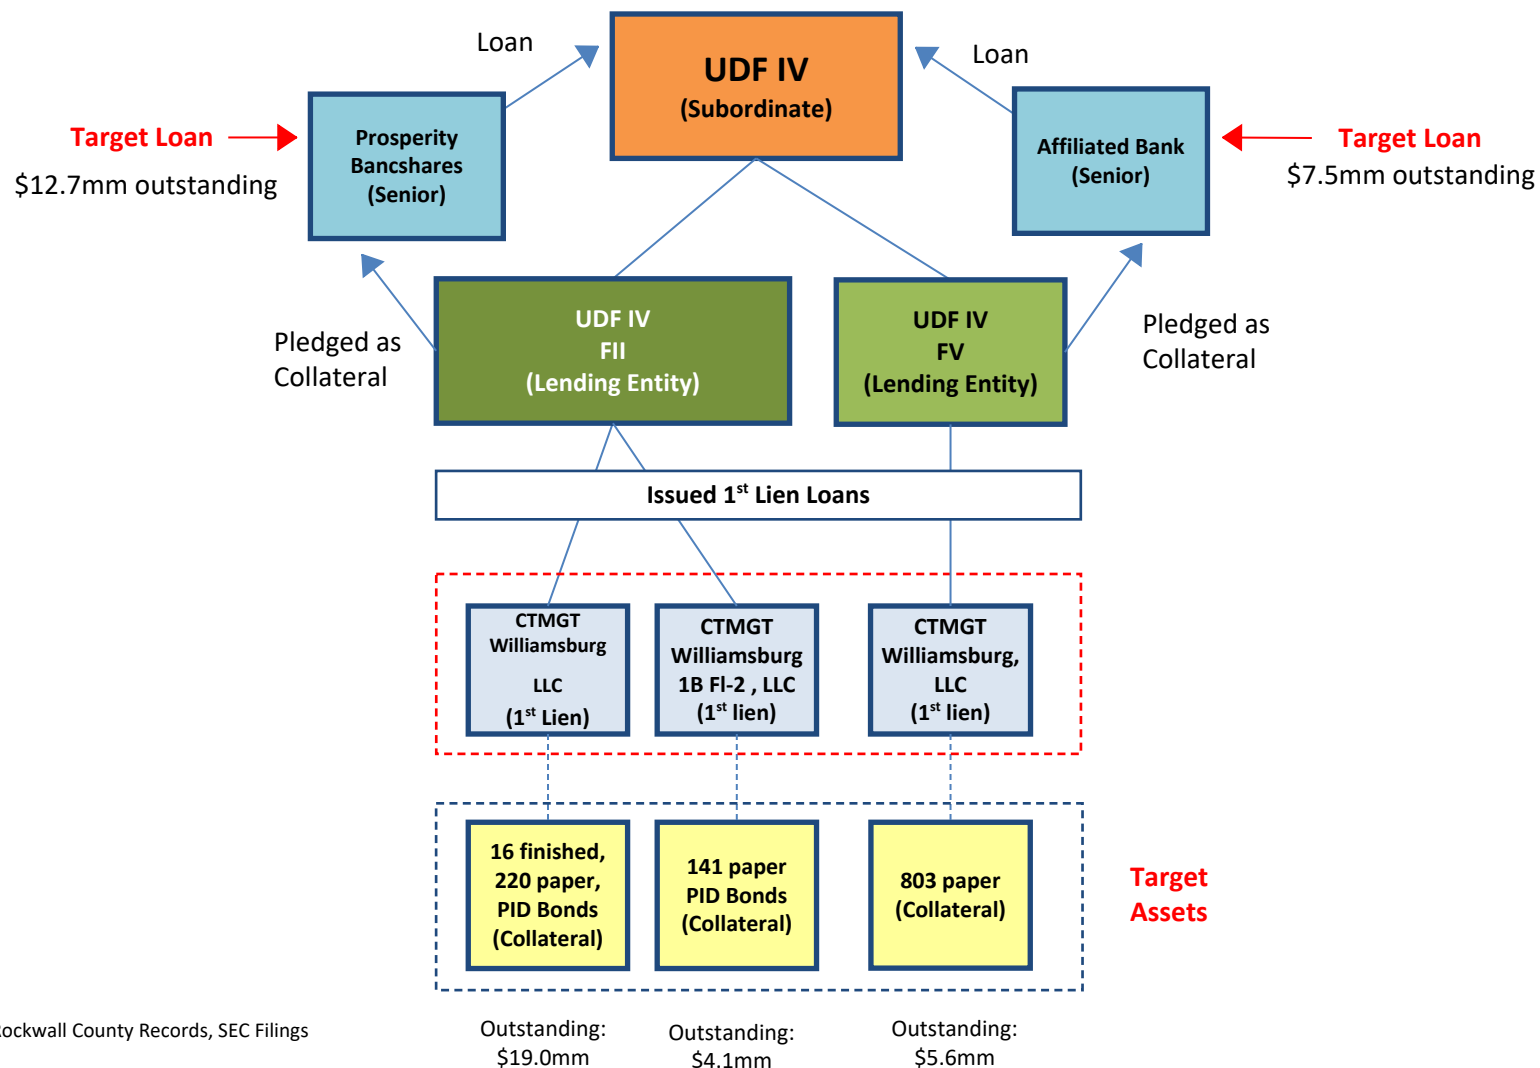 Loan
UDF IV
(Subordinate)
Loan
Target Loan
$12.7mm outstanding
Prosperity
Bancshares
(Senior)
Affiliated Bank
(Senior)
Target Loan
$7.5mm outstanding
Pledged as
Collateral
UDF IV
FII
(Lending Entity)
UDF IV
FV
(Lending Entity)
Pledged as
Collateral
Issued 1st Lien Loans
CTMGT
Williamsburg
LLC
(1st Lien)
CTMGT
Williamsburg
1B Fl-2 , LLC
(1st lien)
CTMGT
Williamsburg,
LLC
(1st lien)
16 finished,
220 paper,
PID Bonds
(Collateral)
141 paper
PID Bonds
(Collateral)
803 paper
(Collateral)
Target
Assets
Rockwall County Records, SEC Filings
Outstanding:
$19.0mm
Outstanding:
$4.1mm
Outstanding:
$5.6mm